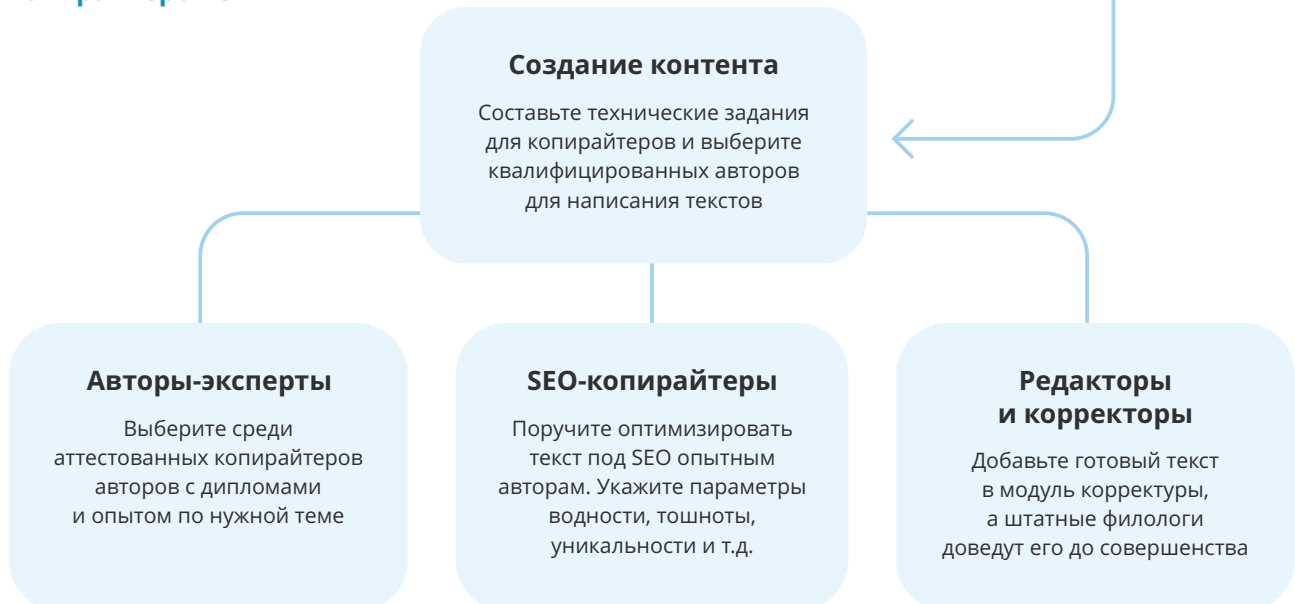 Создание контента
Составьте технические задания
для копирайтеров и выберите
квалифицированных авторов
для написания текстов
Авторы-эксперты
Выберите среди
аттестованных копирайтеров
авторов с дипломами
и опытом по нужной теме
SEO-копирайтеры
Поручите оптимизировать
текст под SEO опытным
авторам. Укажите параметры
водности, тошноты,
уникальности и т.д.
Редакторы
и корректоры
Добавьте готовый текст
в модуль корректуры,
а штатные филологи
доведут его до совершенства